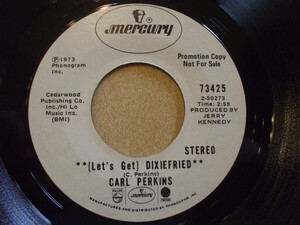 mercury
℗1973
Phonogram
Inc.
Promotion Copy
Not For Sale
Cedarwood
Publishing Co.
Inc./Hi Lo
Music Inc.
(BMI)
73425
2-50273
Time: 2:59
PRODUCED BY
JERRY
KENNEDY
STEREO
**(Let's Get) DIXIEFRIED**
(C. Perkins)
CARL PERKINS
PHILIPS
MANUFACTURED AND DISTRIBUTED BY PHONOGRAM, INC.